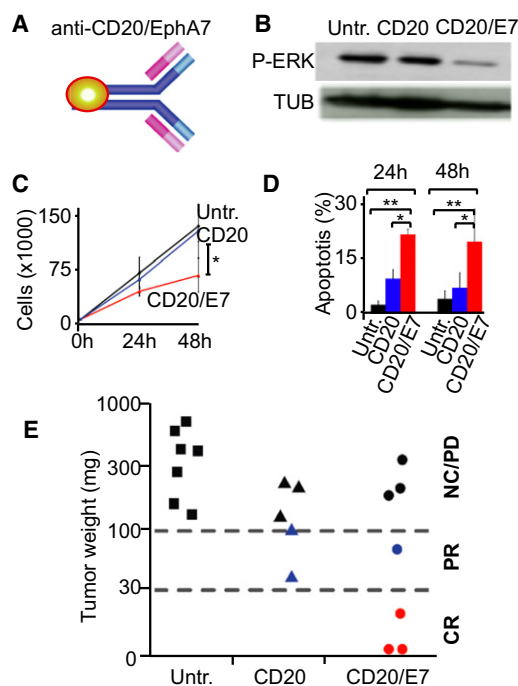 A
anti-CD20/EphA7
B
Untr. CD20 CD20/E7
P-ERK
TUB
C
Cells (x1000)
150
75
0
0h 24h 48h
Untr.
CD20
*
CD20/E7
D
Apoptotis (%)
30
15
0
24h 48h
** **
* *
Untr. CD20 CD20/E7 Untr. CD20 CD20/E7
E
Tumor weight (mg)
1000
300
100
30
0
NC/PD
PR
CR
Untr. CD20 CD20/E7